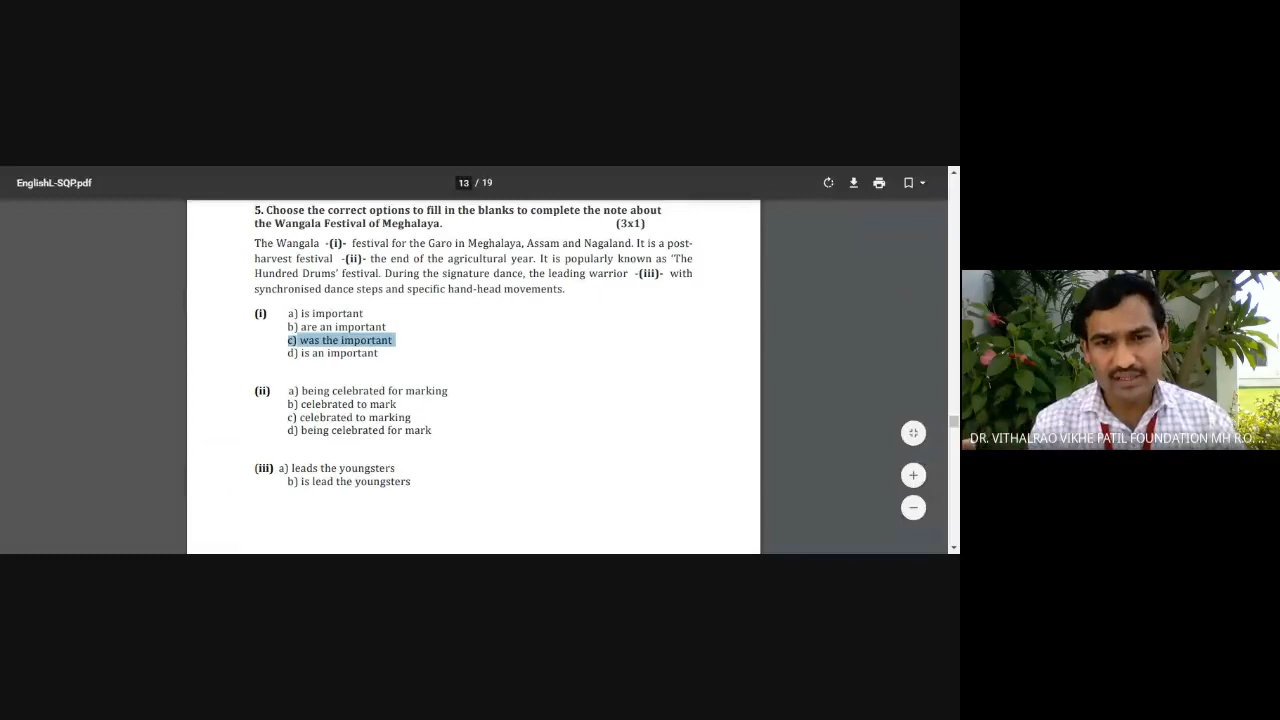 EnglishL-SQP.pdf
13 / 19
5. Choose the correct options to fill in the blanks to complete the note about
the Wangala Festival of Meghalaya. (3x1)
The Wangala -(i)- festival for the Garo in Meghalaya, Assam and Nagaland. It is a post-
harvest festival -(ii)- the end of the agricultural year. It is popularly known as ‘The
Hundred Drums’ festival. During the signature dance, the leading warrior -(iii)- with
synchronised dance steps and specific hand-head movements.
(i) a) is important
b) are an important
c) was the important
d) is an important
(ii) a) being celebrated for marking
b) celebrated to mark
c) celebrated to marking
d) being celebrated for mark
(iii) a) leads the youngsters
b) is lead the youngsters
DR. VITHALRAO VIKHE PATIL FOUNDATION MH R.O. ...